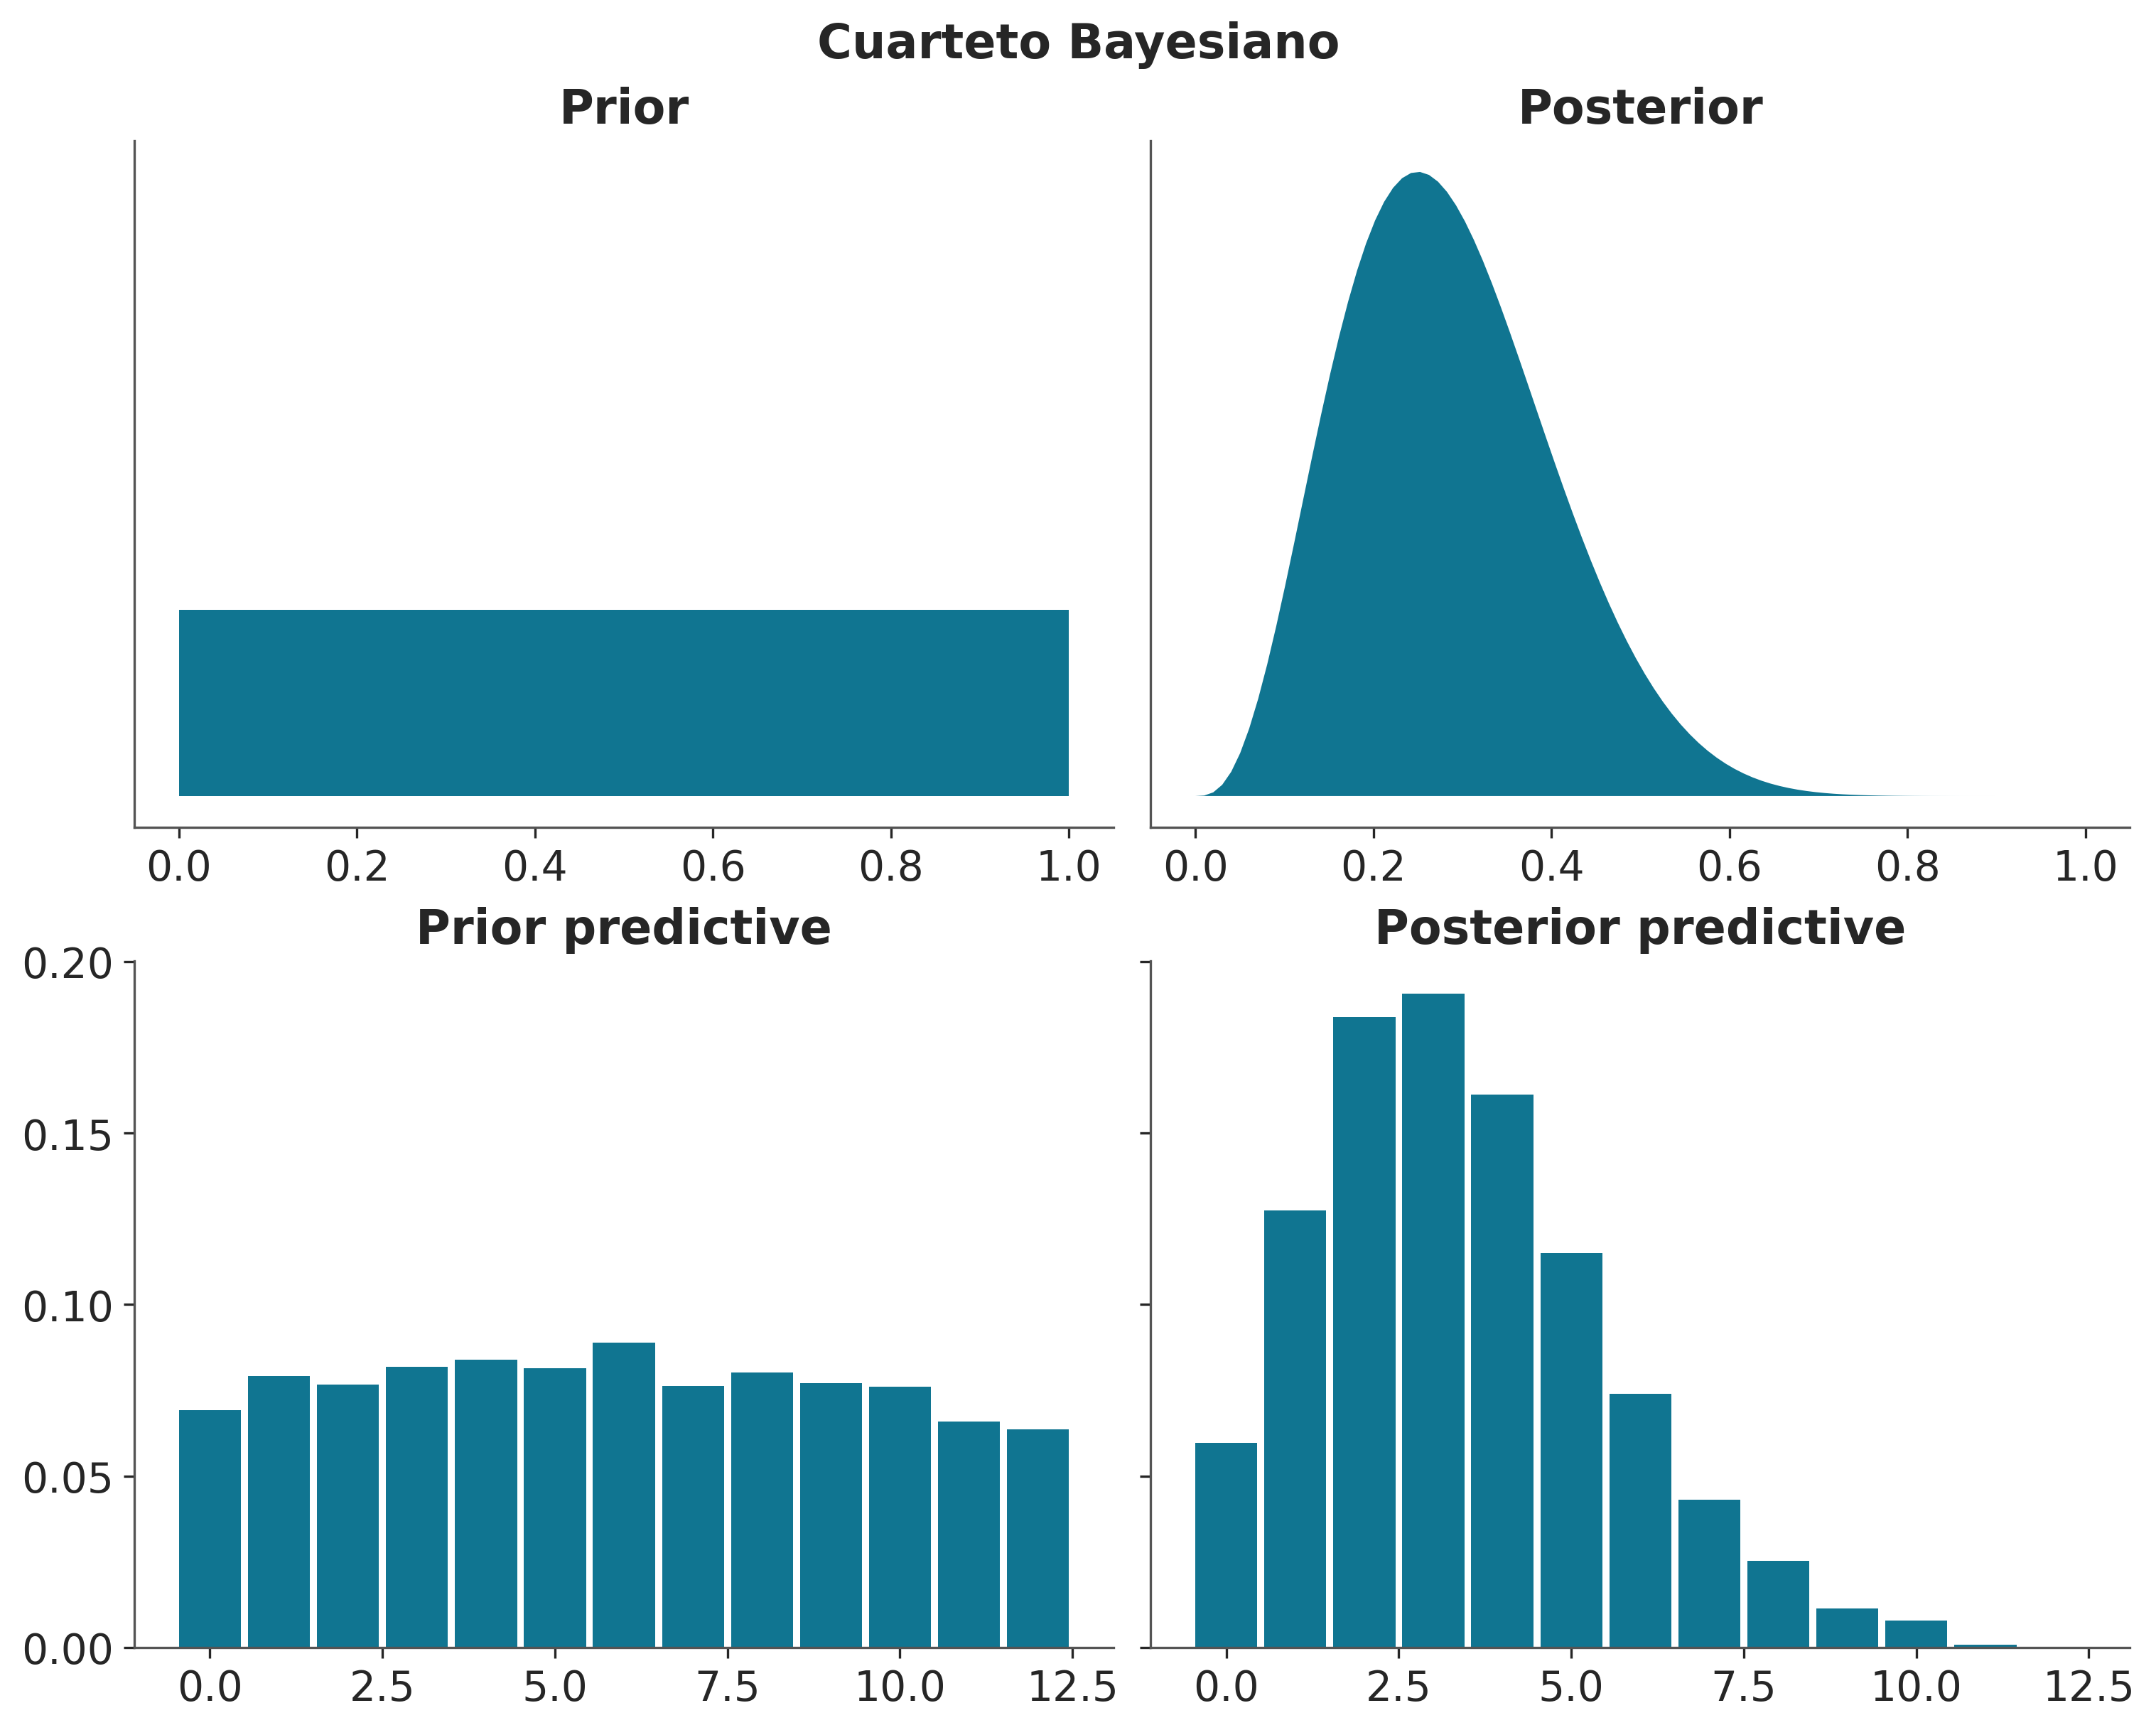 Cuarteto Bayesiano
Prior
Posterior
0.0 0.2 0.4 0.6 0.8 1.0
0.0 0.2 0.4 0.6 0.8 1.0
Prior predictive
Posterior predictive
0.20
0.15
0.10
0.05
0.00
0.0 2.5 5.0 7.5 10.0 12.5
0.0 2.5 5.0 7.5 10.0 12.5